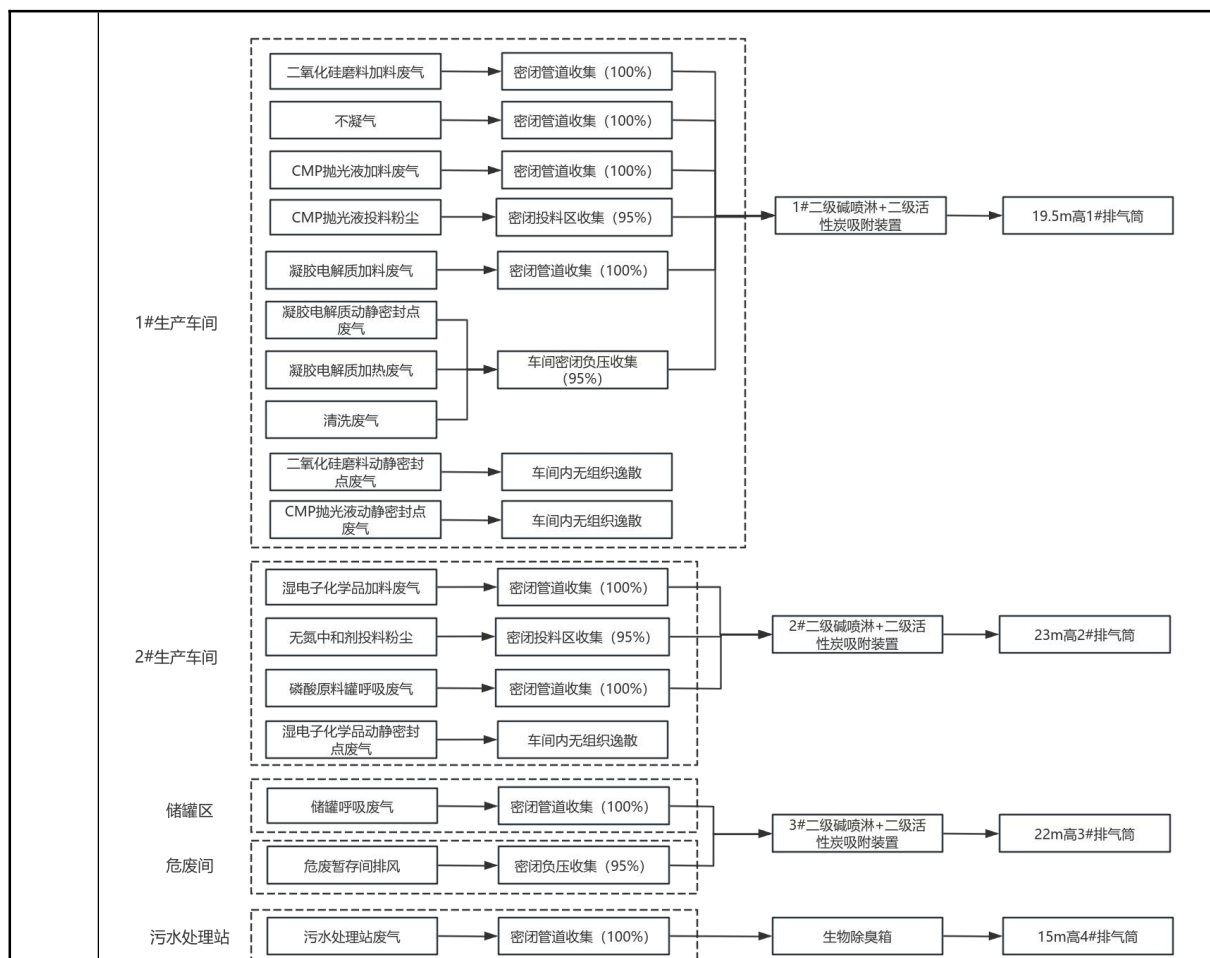 1#生产车间
二氧化硅磨料加料废气
密闭管道收集（100%）
不凝气
密闭管道收集（100%）
CMP抛光液加料废气
密闭管道收集（100%）
CMP抛光液投料粉尘
密闭投料区收集（95%）
凝胶电解质加料废气
密闭管道收集（100%）
凝胶电解质动静密封点
废气
凝胶电解质加热废气
清洗废气
车间密闭负压收集
（95%）
二氧化硅磨料动静密封
点废气
车间内无组织逸散
CMP抛光液动静密封点
废气
车间内无组织逸散
1#二级碱喷淋+二级活
性炭吸附装置
19.5m高1#排气筒
2#生产车间
湿电子化学品加料废气
密闭管道收集（100%）
无氮中和剂投料粉尘
密闭投料区收集（95%）
磷酸原料罐呼吸废气
密闭管道收集（100%）
湿电子化学品动静密封
点废气
车间内无组织逸散
2#二级碱喷淋+二级活
性炭吸附装置
23m高2#排气筒
储罐区
储罐呼吸废气
密闭管道收集（100%）
危废间
危废暂存间排风
密闭负压收集（95%）
3#二级碱喷淋+二级活
性炭吸附装置
22m高3#排气筒
污水处理站
污水处理站废气
密闭管道收集（100%）
生物除臭箱
15m高4#排气筒